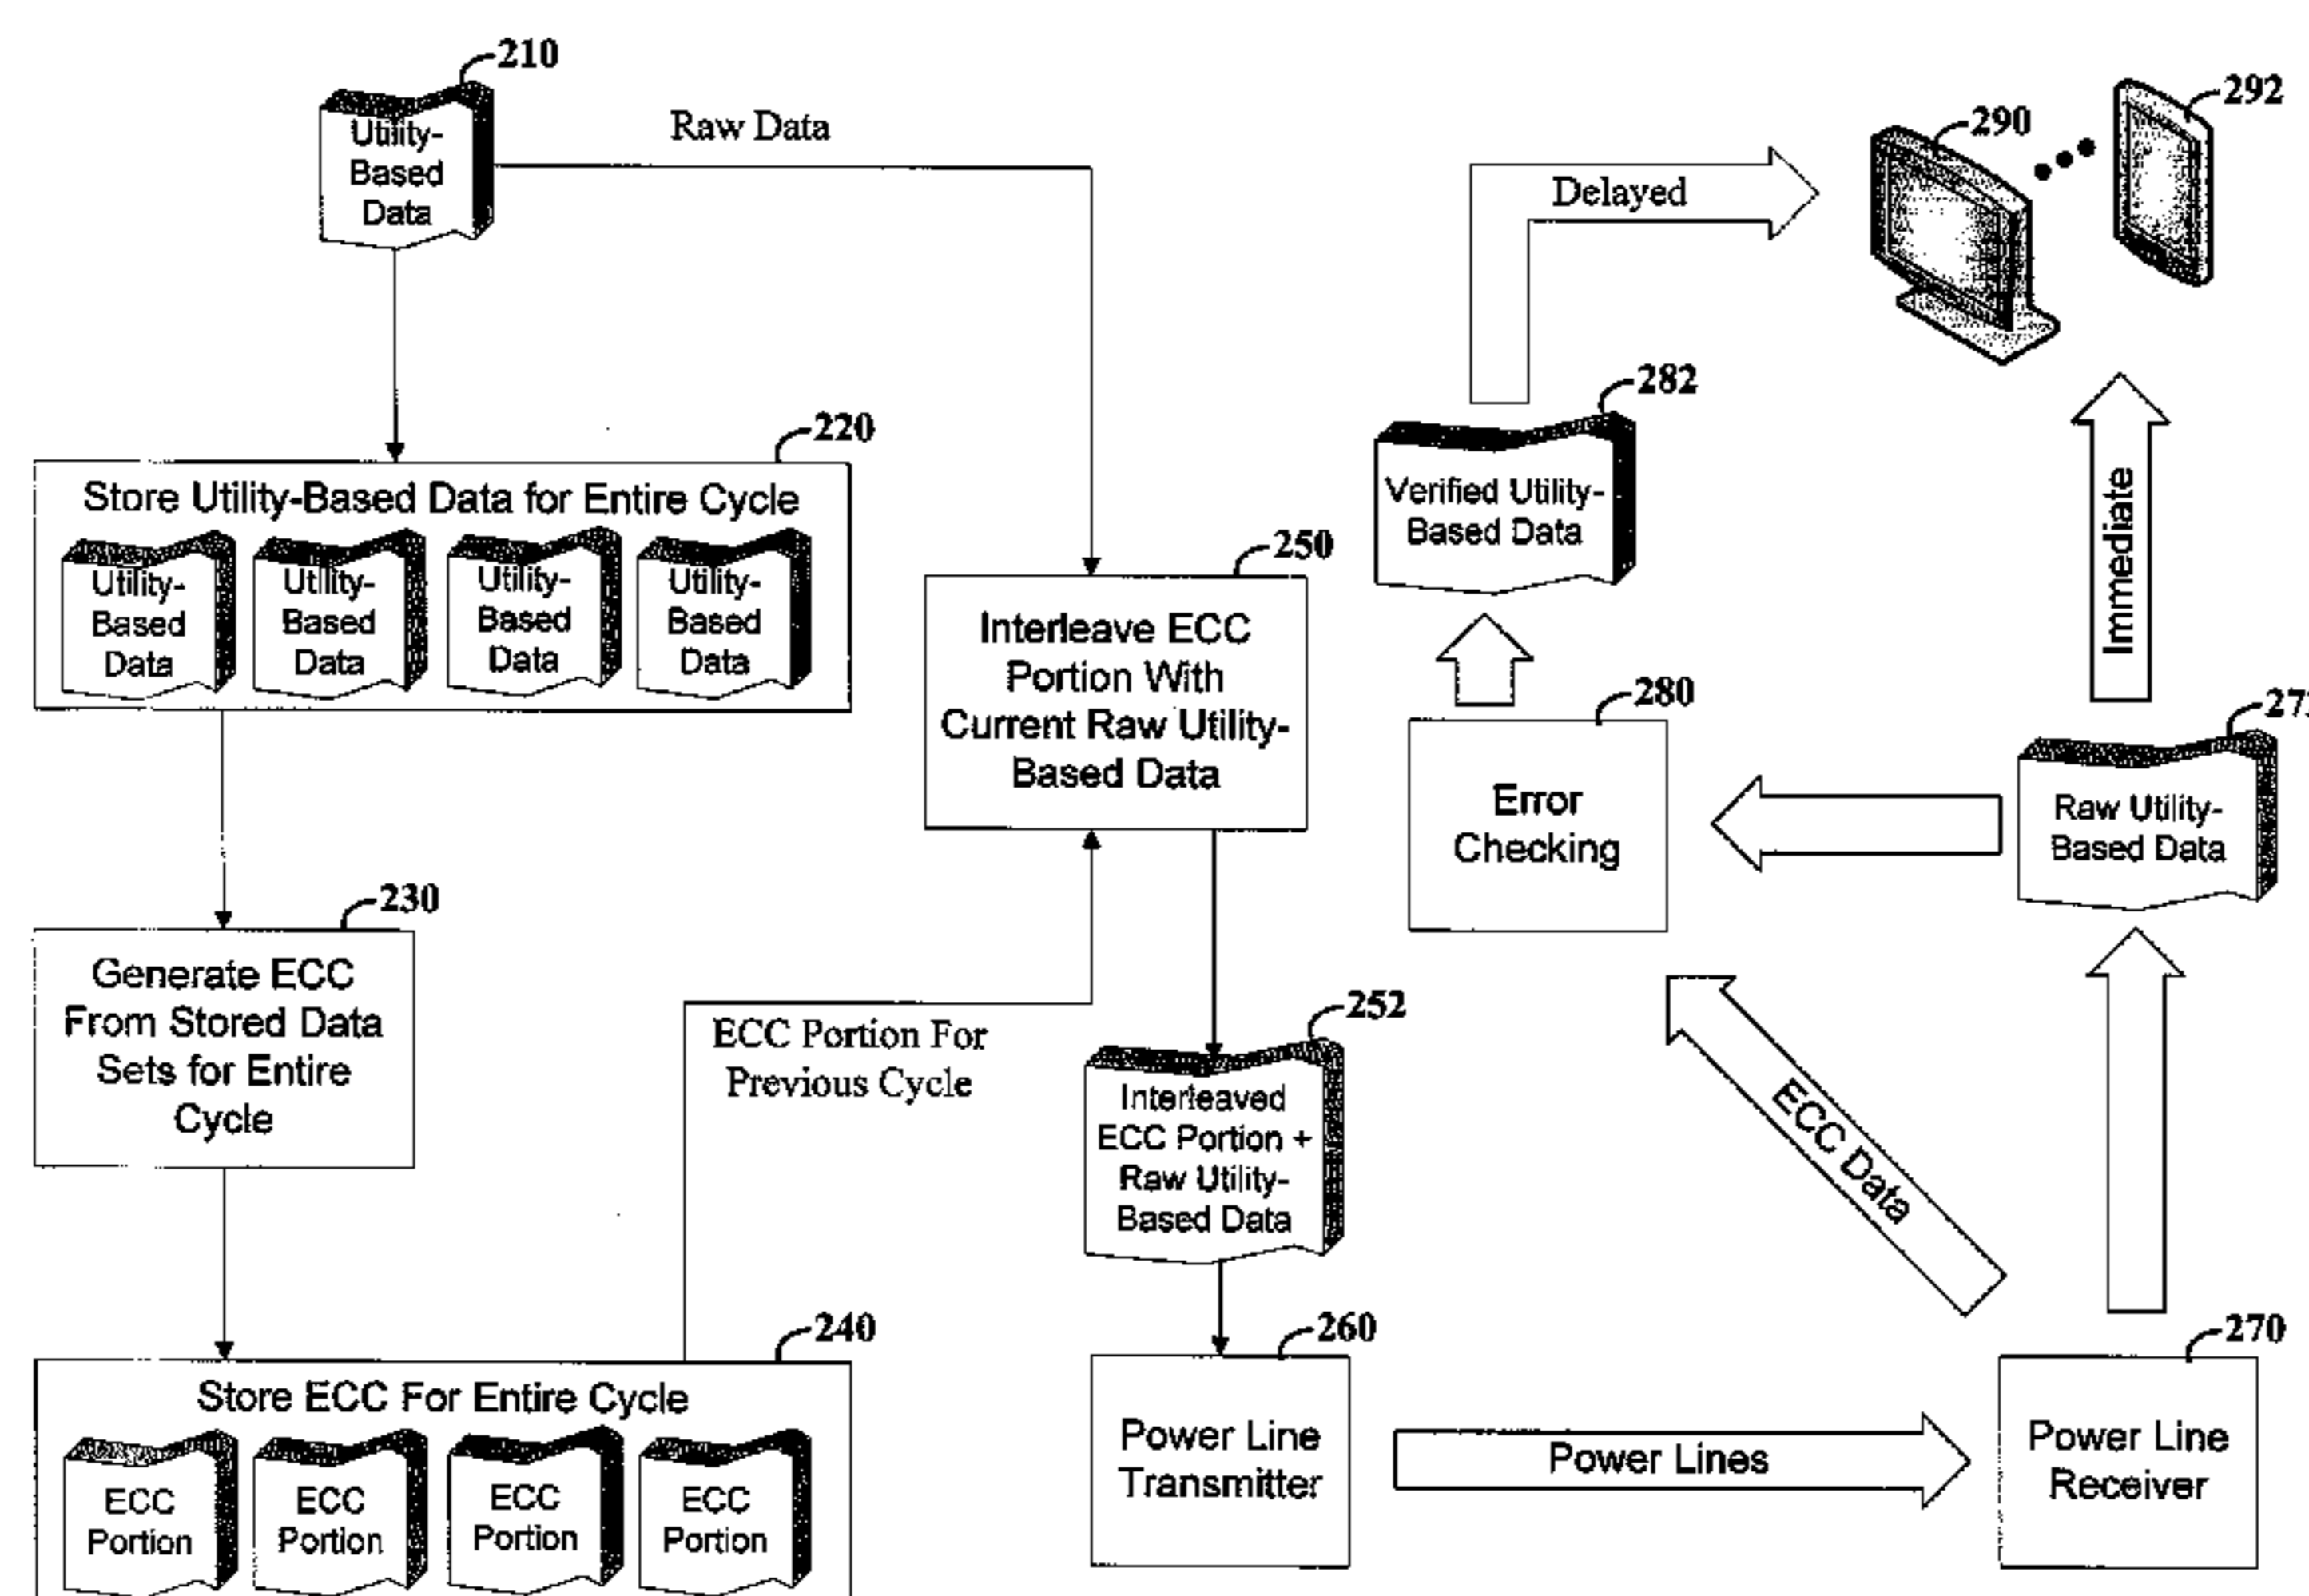 210
Utility-
Based
Data
Raw Data
290
292
Delayed
220
Store Utility-Based Data for Entire Cycle
Utility-
Based
Data
Utility-
Based
Data
Utility-
Based
Data
Utility-
Based
Data
250
Interleave ECC
Portion With
Current Raw Utility-
Based Data
282
Verified Utility-
Based Data
Immediate
280
Error
Checking
Raw Utility-
Based Data
230
Generate ECC
From Stored Data
Sets for Entire
Cycle
ECC Portion For
Previous Cycle
252
Interleaved
ECC Portion +
Raw Utility-
Based Data
ECC Data
240
Store ECC For Entire Cycle
ECC
Portion
ECC
Portion
ECC
Portion
ECC
Portion
260
Power Line
Transmitter
Power Lines
270
Power Line
Receiver